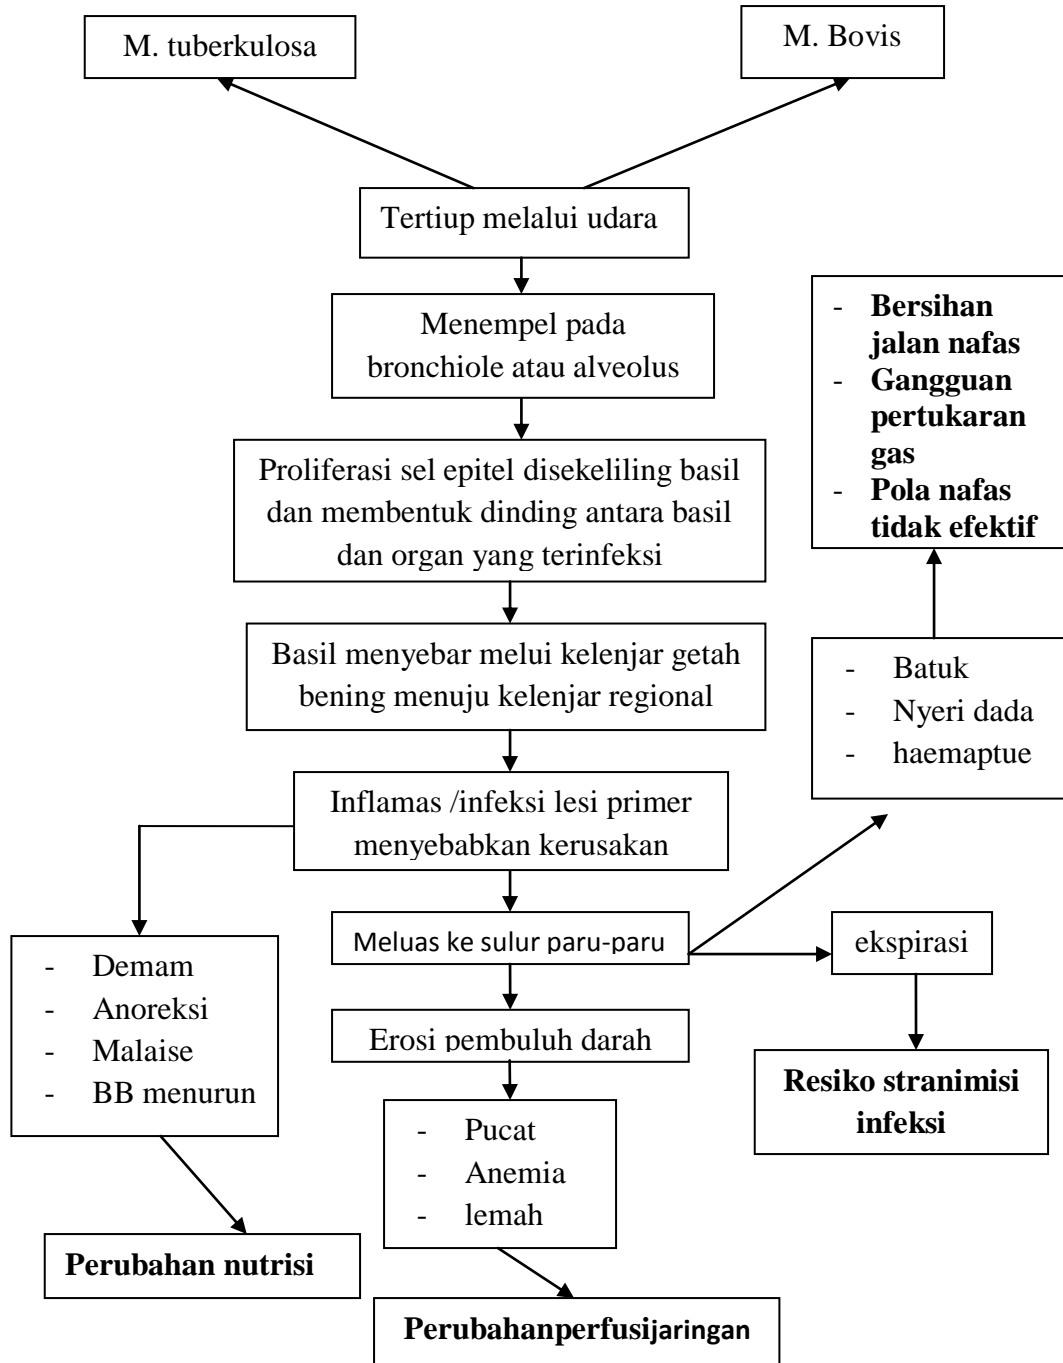 M. tuberkulosa
M. Bovis
Tertiup melalui udara
Menempel pada
bronchiole atau alveolus
- Bersihan
jalan nafas
- Gangguan
pertukaran
gas
- Pola nafas
tidak efektif
Proliferasi sel epitel disekeliling basil
dan membentuk dinding antara basil
dan organ yang terinfeksi
Basil menyebar melui kelenjar getah
bening menuju kelenjar regional
- Batuk
- Nyeri dada
- haemaptue
Inflamas /infeksi lesi primer
menyebabkan kerusakan
Meluas ke sulur paru-paru
ekspirasi
- Demam
- Anoreksi
- Malaise
- BB menurun
Erosi pembuluh darah
Resiko stranimisi
infeksi
- Pucat
- Anemia
- lemah
Perubahan nutrisi
Perubahanperfusijaringan